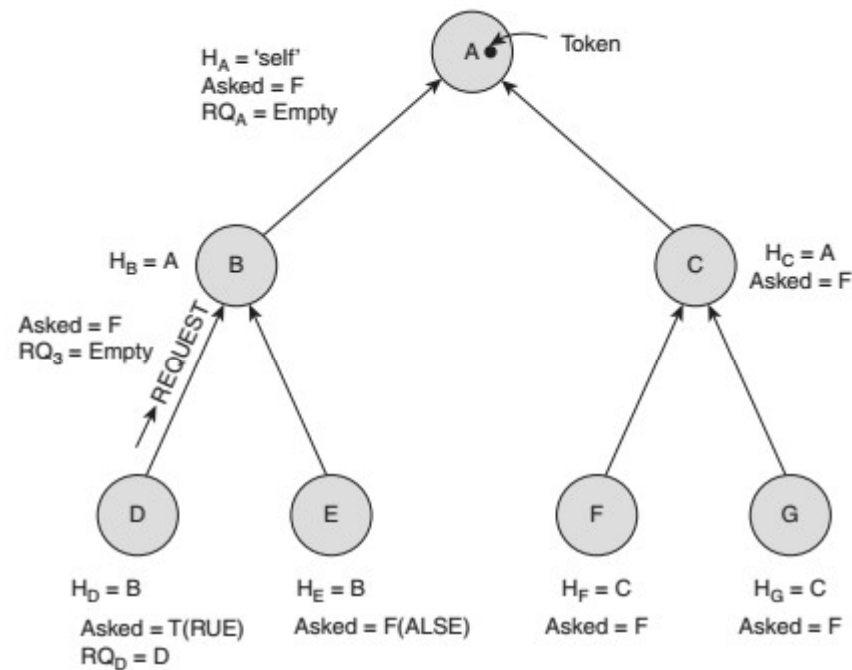 A
Token
H_A = ‘self’
Asked = F
RQ_A = Empty
H_B = A
B
C
H_C = A
Asked = F
Asked = F
RQ_3 = Empty
REQUEST
D
E
F
G
H_D = B
Asked = T(RUE)
RQ_D = D
H_E = B
Asked = F(ALSE)
H_F = C
Asked = F
H_G = C
Asked = F